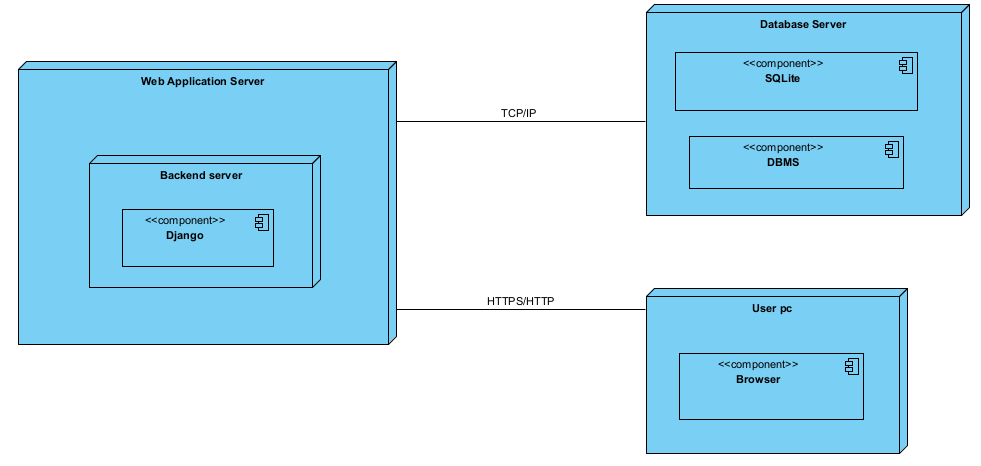 Web Application Server
Backend server
<<component>>
Django
TCP/IP
HTTPS/HTTP
Database Server
<<component>>
SQLite
<<component>>
DBMS
User pc
<<component>>
Browser